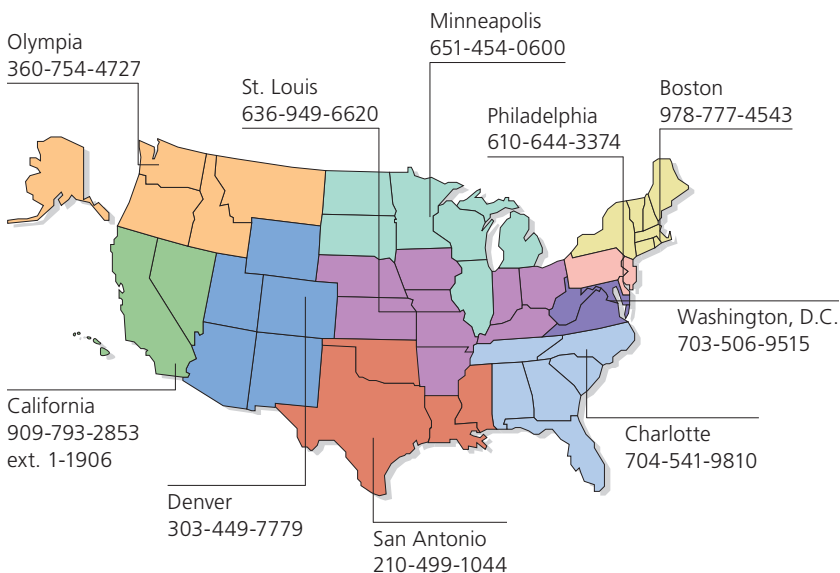 Minneapolis
651-454-0600
Olympia
360-754-4727
St. Louis
636-949-6620
Boston
978-777-4543
Philadelphia
610-644-3374
Washington, D.C.
703-506-9515
California
909-793-2853
ext. 1-1906
Charlotte
704-541-9810
Denver
303-449-7779
San Antonio
210-499-1044